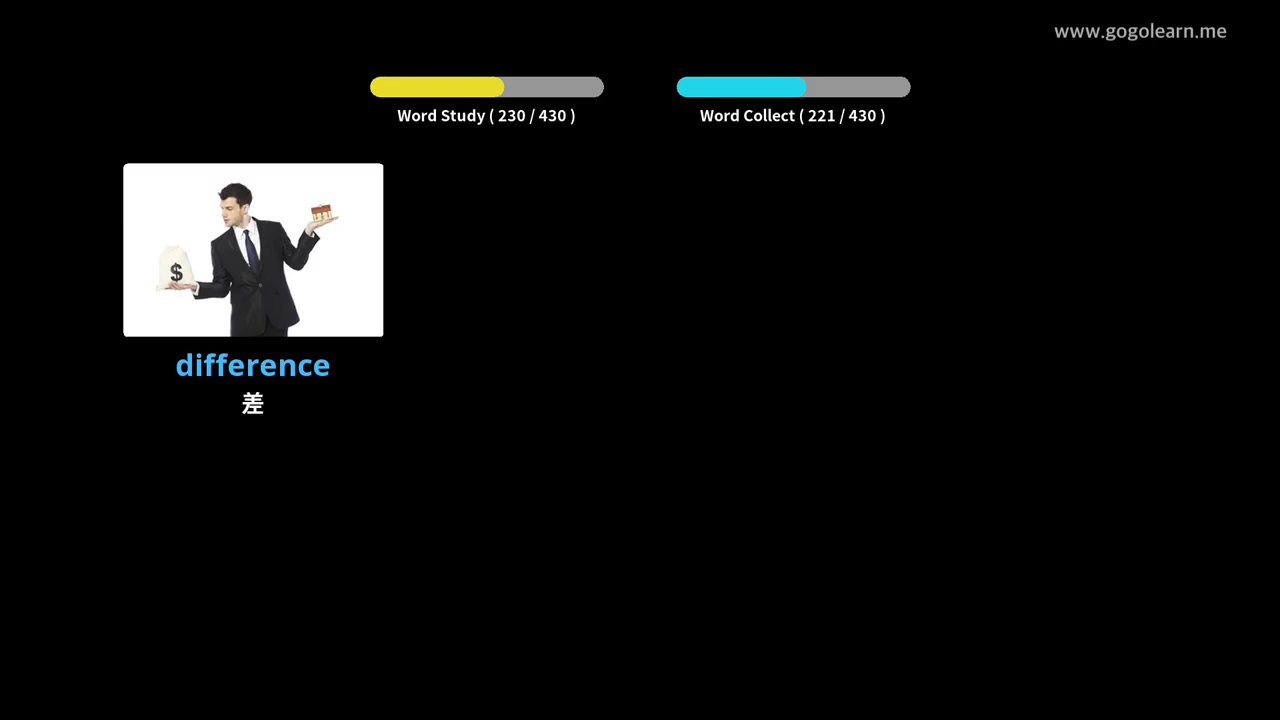 www.gogolearn.me
Word Study ( 230 / 430 )
Word Collect ( 221 / 430 )
$
difference
差